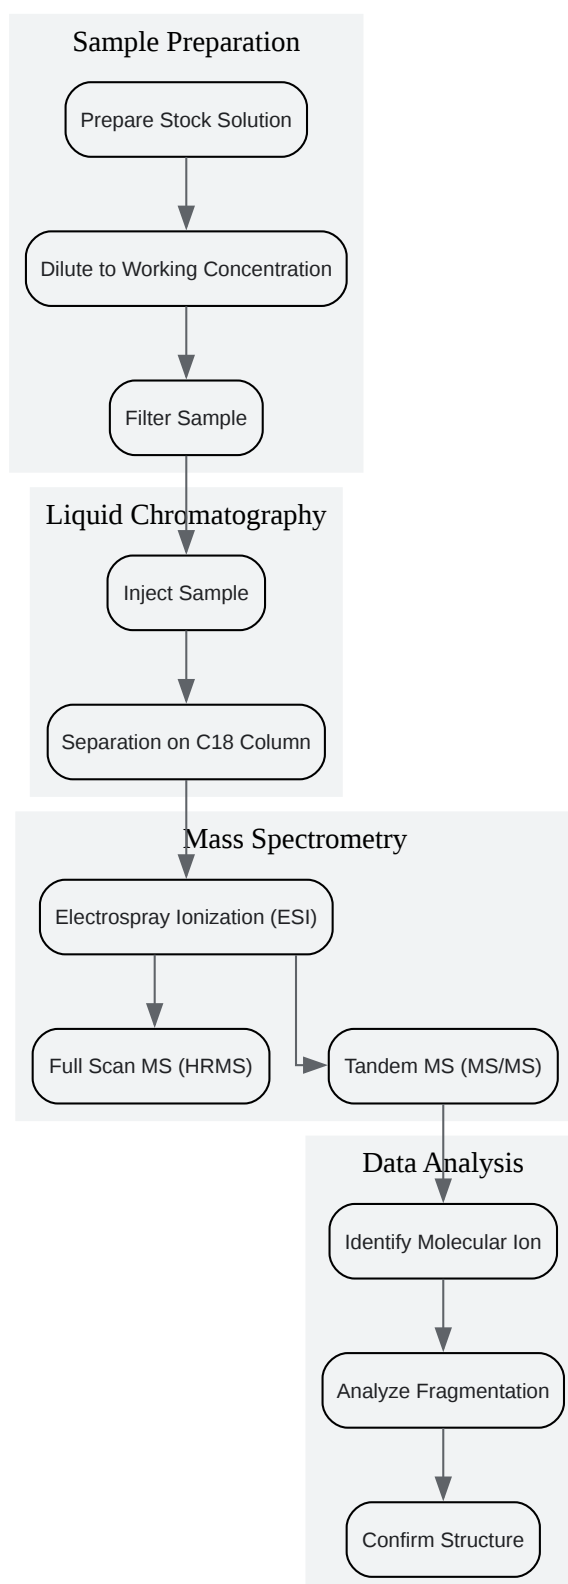 Sample Preparation
Prepare Stock Solution
Dilute to Working Concentration
Filter Sample
Liquid Chromatography
Inject Sample
Separation on C18 Column
Mass Spectrometry
Electrospray Ionization (ESI)
Full Scan MS (HRMS)
Tandem MS (MS/MS)
Data Analysis
Identify Molecular Ion
Analyze Fragmentation
Confirm Structure